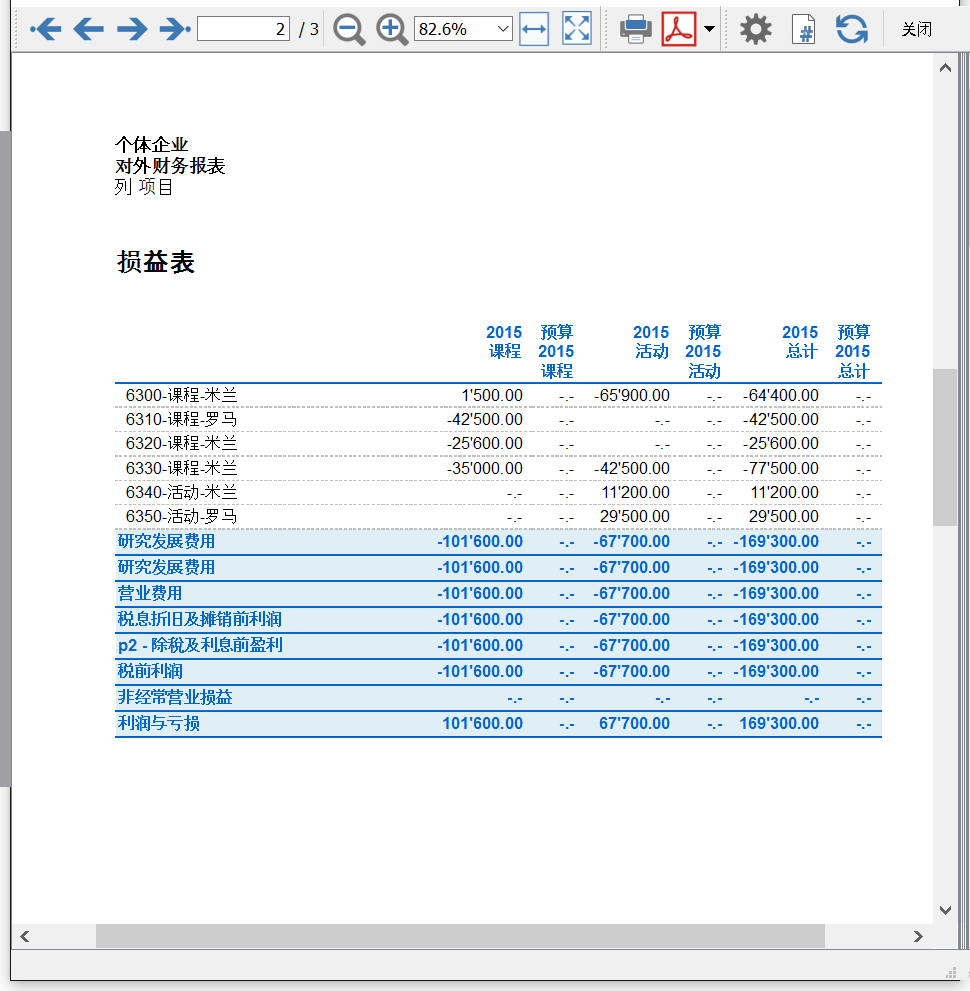 2 / 3 82.6% 关闭
个体企业
对外财务报表
列 项目
损益表
2015 预算 2015 预算 2015 预算
课程 2015 活动 2015 总计 2015
课程 活动 总计
6300-课程-米兰 1'500.00 -.- -65'900.00 -.- -64'400.00 -.-
6310-课程-罗马 -42'500.00 -.- -.- -.- -42'500.00 -.-
6320-课程-米兰 -25'600.00 -.- -.- -.- -25'600.00 -.-
6330-课程-米兰 -35'000.00 -.- -42'500.00 -.- -77'500.00 -.-
6340-活动-米兰 -.- -.- 11'200.00 -.- 11'200.00 -.-
6350-活动-罗马 -.- -.- 29'500.00 -.- 29'500.00 -.-
研究发展费用 -101'600.00 -.- -67'700.00 -.- -169'300.00 -.-
研究发展费用 -101'600.00 -.- -67'700.00 -.- -169'300.00 -.-
营业费用 -101'600.00 -.- -67'700.00 -.- -169'300.00 -.-
税息折旧及摊销前利润 -101'600.00 -.- -67'700.00 -.- -169'300.00 -.-
p2 - 除税及利息前盈利 -101'600.00 -.- -67'700.00 -.- -169'300.00 -.-
税前利润 -101'600.00 -.- -67'700.00 -.- -169'300.00 -.-
非经常营业损益 -.- -.- -.- -.- -.- -.-
利润与亏损 101'600.00 -.- 67'700.00 -.- 169'300.00 -.-